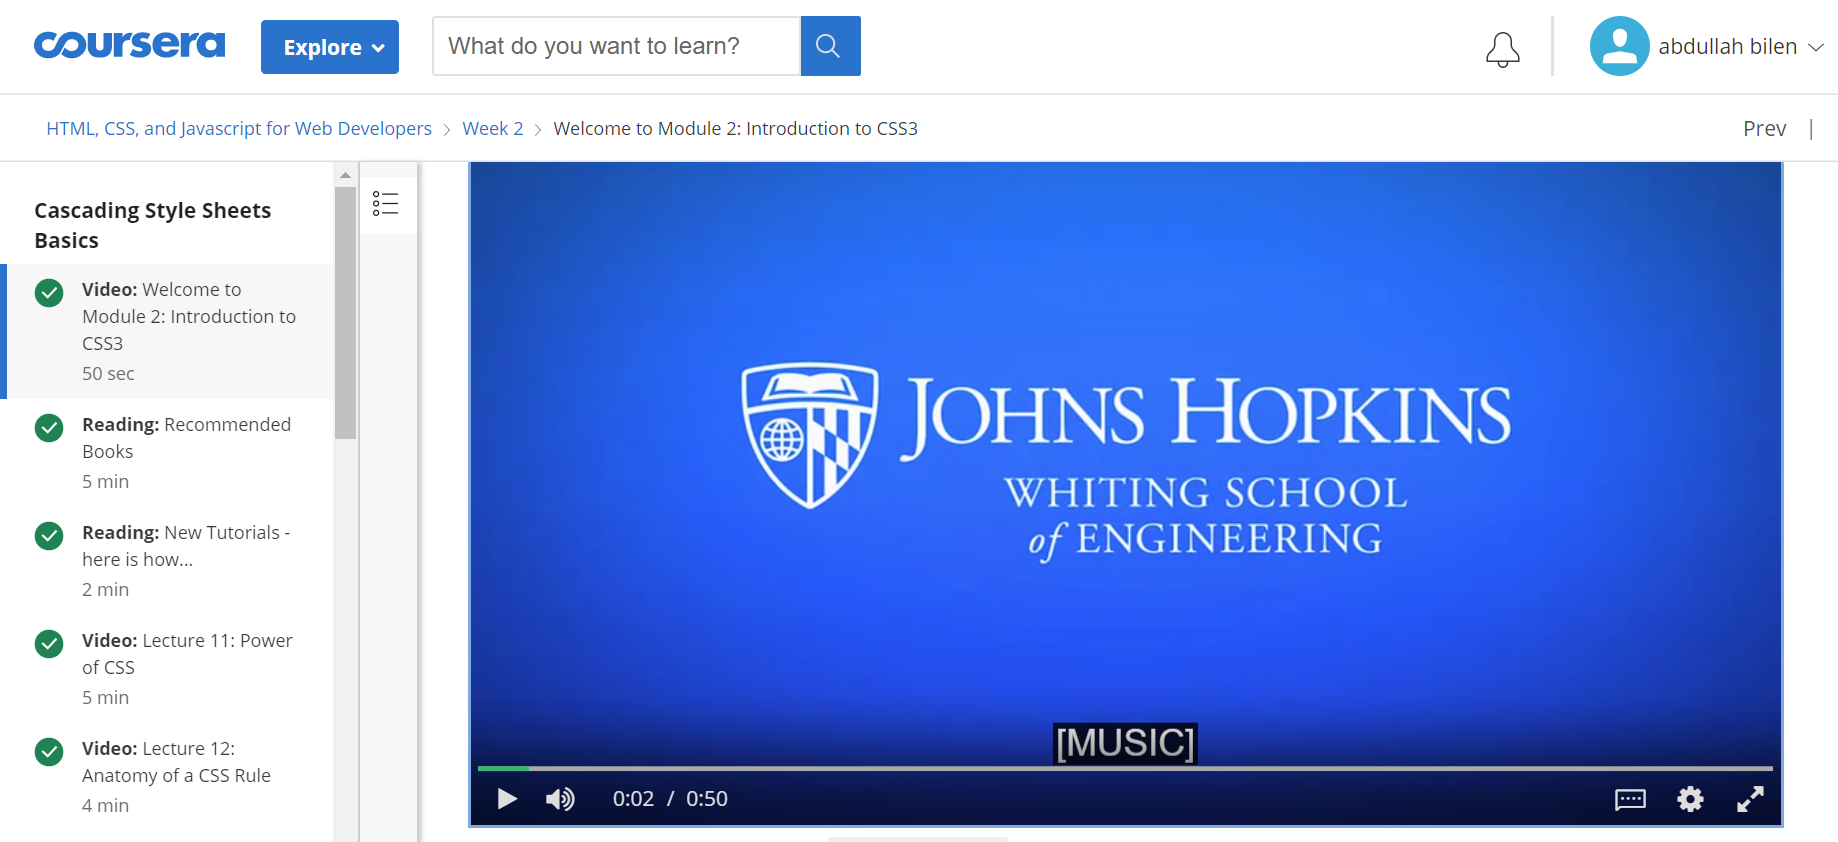 coursera
Explore
What do you want to learn?
abdullah bilen
HTML, CSS, and Javascript for Web Developers > Week 2 > Welcome to Module 2: Introduction to CSS3
Prev |
Cascading Style Sheets
Basics
Video: Welcome to
Module 2: Introduction to
CSS3
50 sec
Reading: Recommended
Books
5 min
Reading: New Tutorials -
here is how...
2 min
Video: Lecture 11: Power
of CSS
5 min
Video: Lecture 12:
Anatomy of a CSS Rule
4 min
JOHNS HOPKINS
WHITING SCHOOL
of ENGINEERING
[MUSIC]
0:02 / 0:50